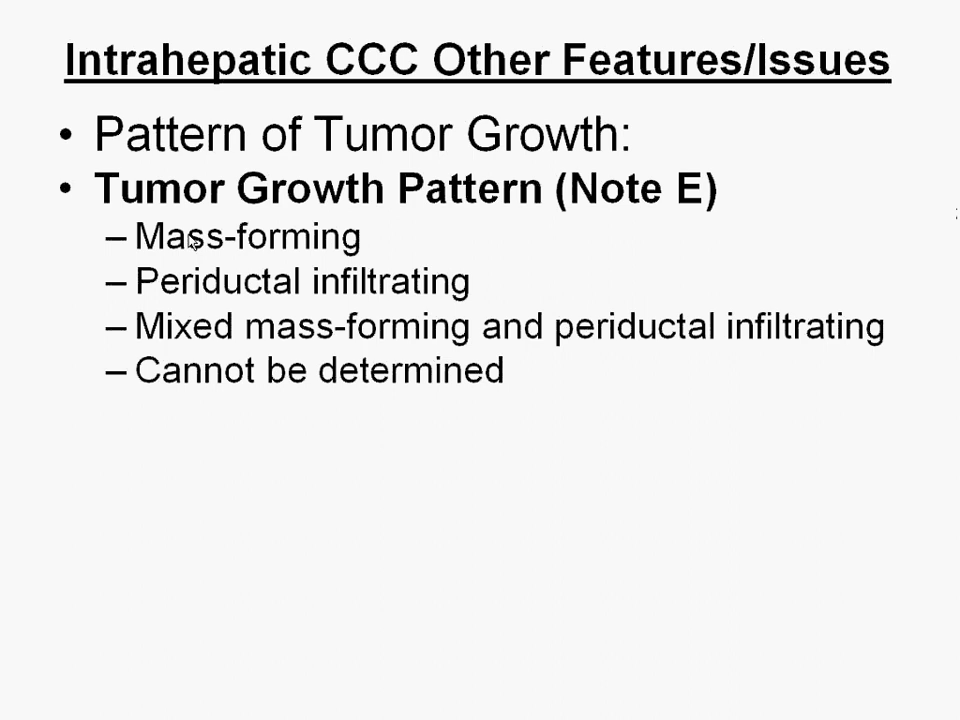 Intrahepatic CCC Other Features/Issues
• Pattern of Tumor Growth:
• Tumor Growth Pattern (Note E)
– Mass-forming
– Periductal infiltrating
– Mixed mass-forming and periductal infiltrating
– Cannot be determined